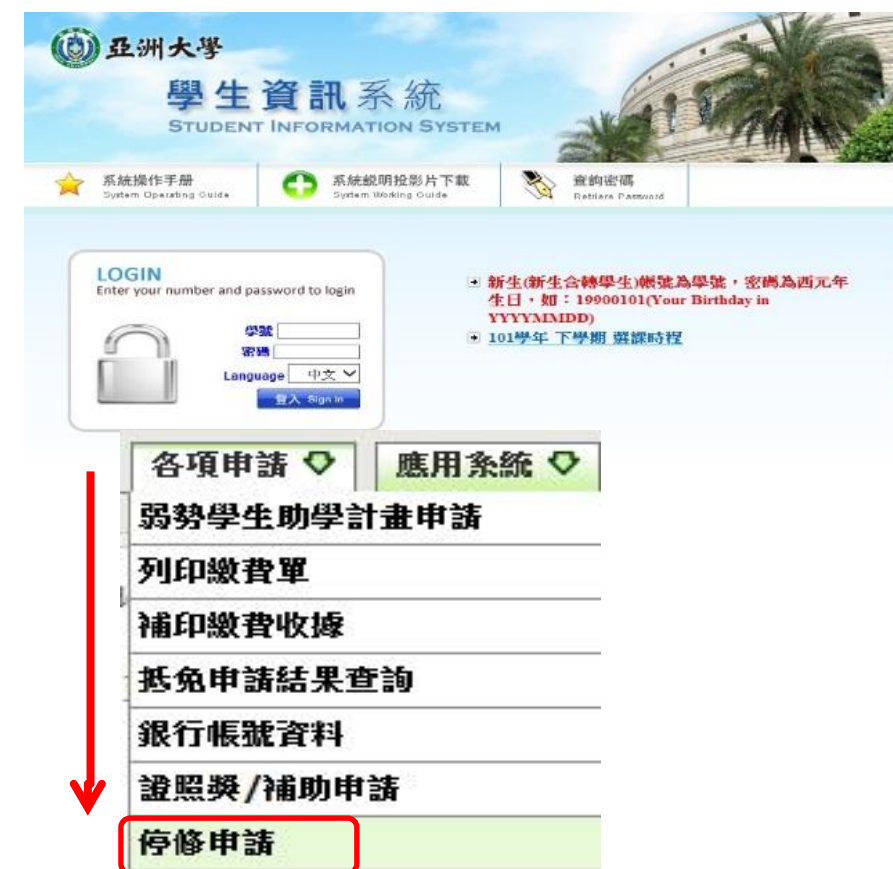 亞洲大學
學生資訊系統
STUDENT INFORMATION SYSTEM
系統操作手册
System Operating Guide
系統說明投影片下載
System Working Guide
查詢密碼
Retriere Password
LOGIN
Enter your number and password to login
學號
密碼
Language 中文
登入 Sign in
新生(新生含轉學生)帳號為學號，密碼為西元年
生日，如：19900101(Your Birthday in
YYYYMMDD)
101學年 下學期 選課時程
各項申請
應用系統
弱勢學生助學計畫申請
列印繳費單
補印繳費收據
抵免申請結果查詢
銀行帳號資料
證照獎/補助申請
停修申請